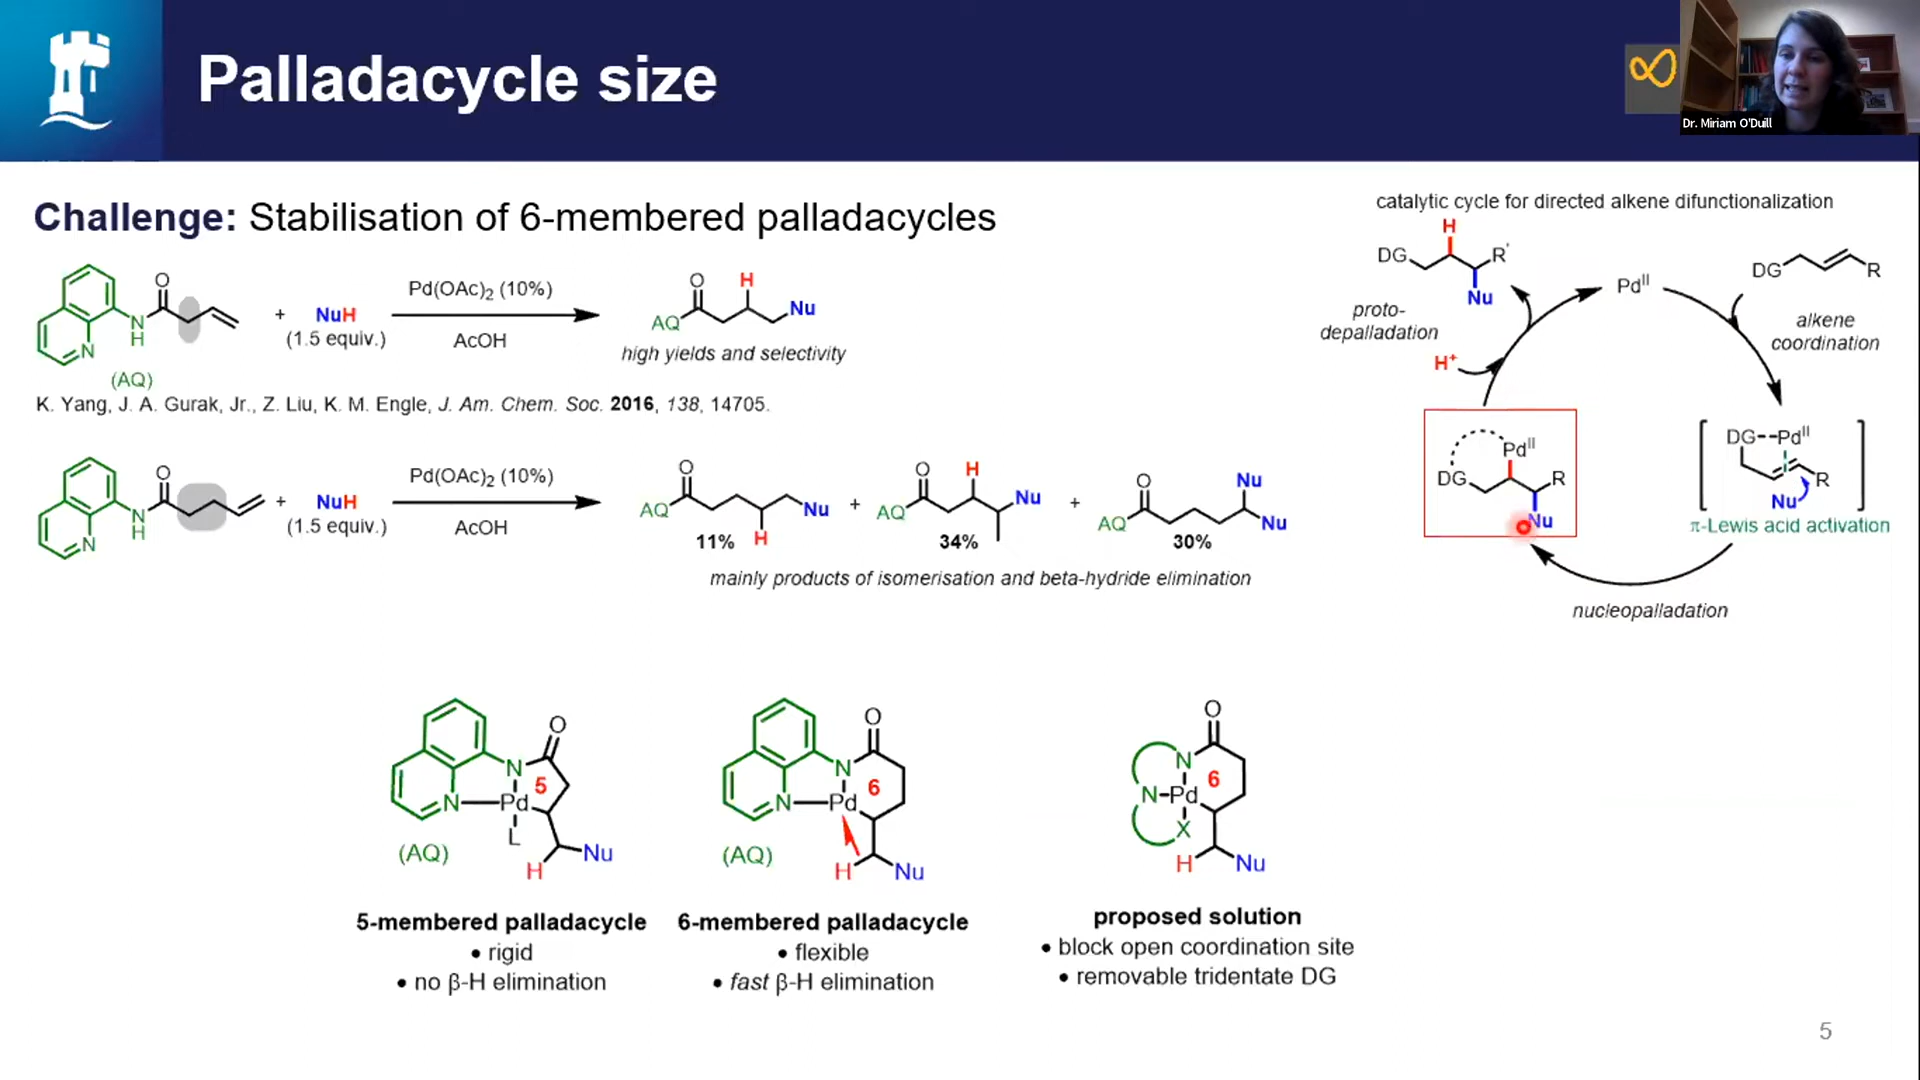 Palladacycle size
Dr. Miriam O'Duill
Challenge: Stabilisation of 6-membered palladacycles
O
N
N
H
(AQ)
+
NuH
(1.5 equiv.)
Pd(OAc)2 (10%)
AcOH
O
H
AQ
Nu
high yields and selectivity
K. Yang, J. A. Gurak, Jr., Z. Liu, K. M. Engle, J. Am. Chem. Soc. 2016, 138, 14705.
O
N
N
H
+
NuH
(1.5 equiv.)
Pd(OAc)2 (10%)
AcOH
O
AQ
Nu
H
11%
+
O
H
AQ
Nu
34%
+
O
AQ
Nu
Nu
30%
mainly products of isomerisation and beta-hydride elimination
catalytic cycle for directed alkene difunctionalization
H
DG
R'
Nu
PdII
DG
R
proto-
depalladation
H+
alkene
coordination
PdII
DG
R
Nu
DG--PdII
R
Nu
π-Lewis acid activation
nucleopalladation
O
N
5
N
Pd
L
(AQ)
H
Nu
5-membered palladacycle
• rigid
• no β-H elimination
O
N
6
N
Pd
(AQ)
H
Nu
6-membered palladacycle
• flexible
• fast β-H elimination
O
N
6
N-Pd
X
H
Nu
proposed solution
• block open coordination site
• removable tridentate DG
5